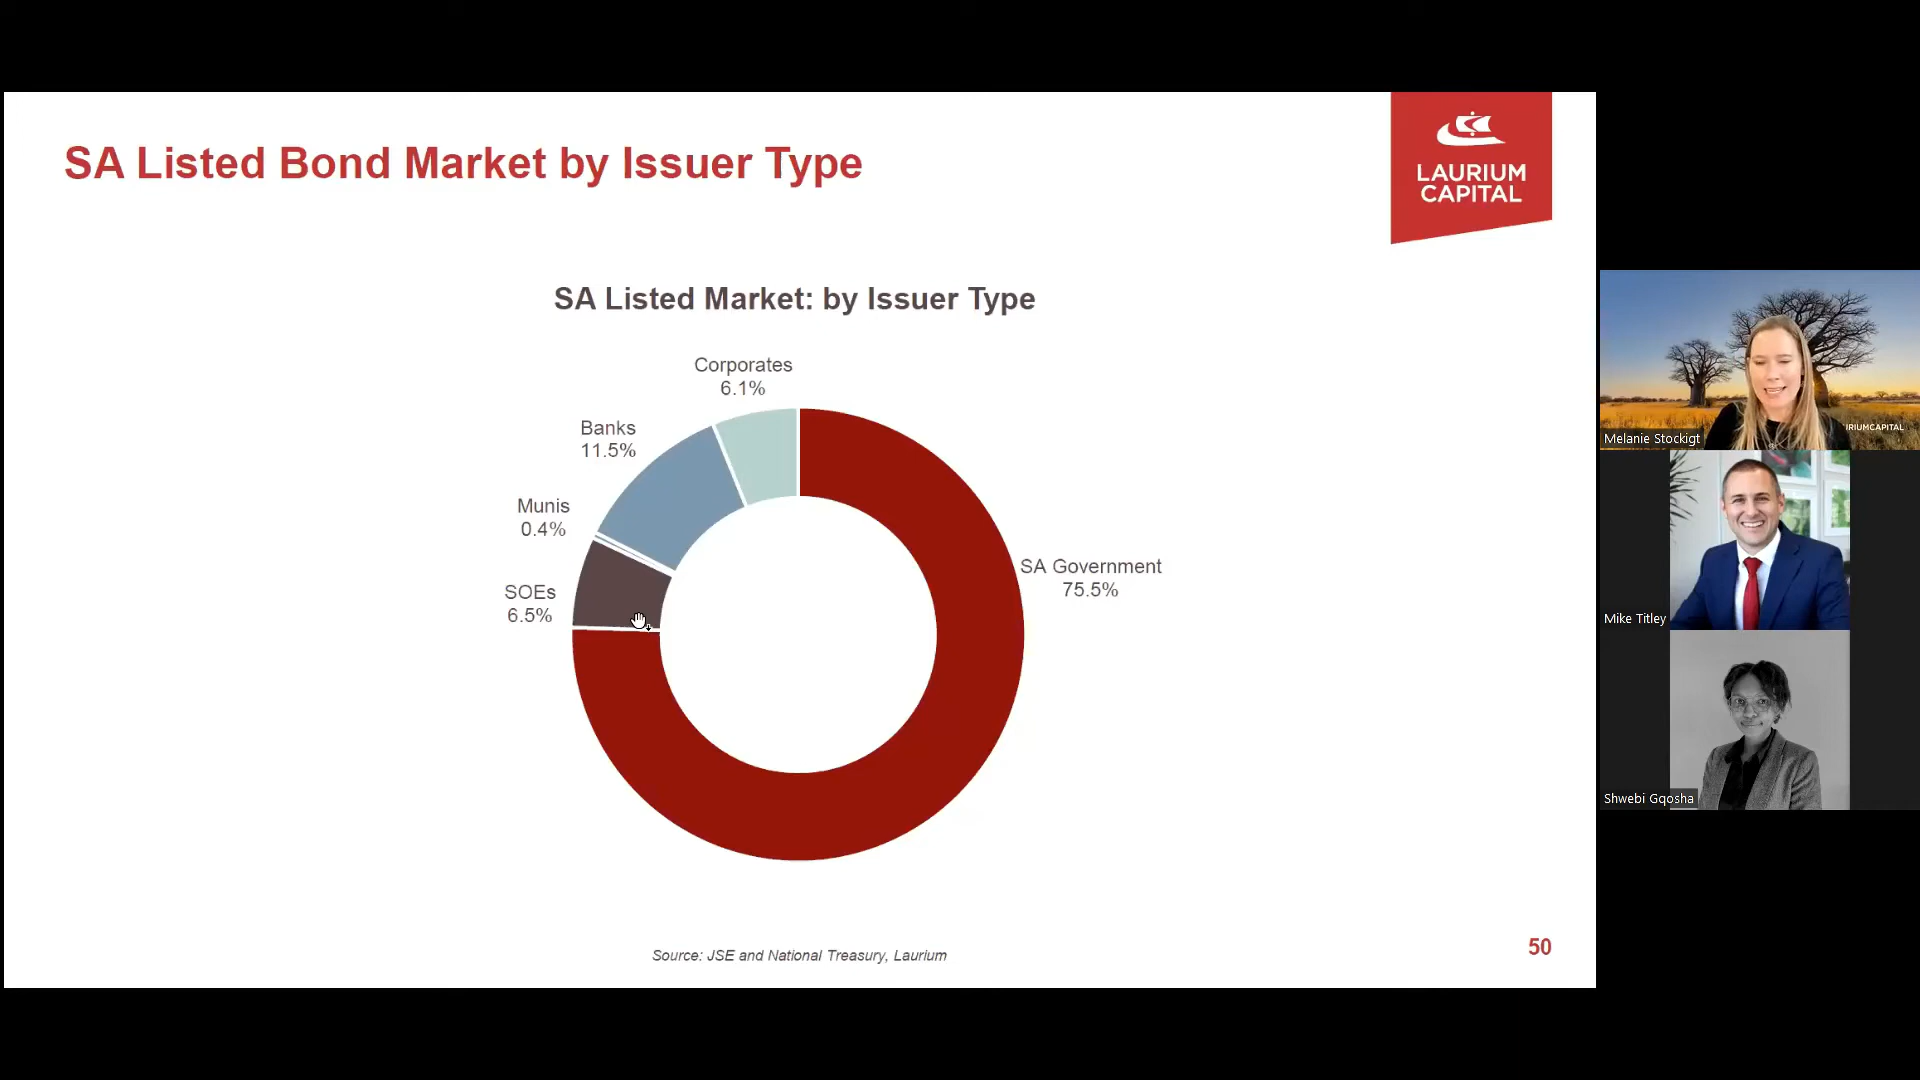 SA Listed Bond Market by Issuer Type
LAURIUM
CAPITAL
SA Listed Market: by Issuer Type
Corporates
6.1%
Banks
11.5%
Munis
0.4%
SOEs
6.5%
SA Government
75.5%
Source: JSE and National Treasury, Laurium
50
RIUMCAPITAL
Melanie Stockigt
Mike Titley
Shwebi Gqosha